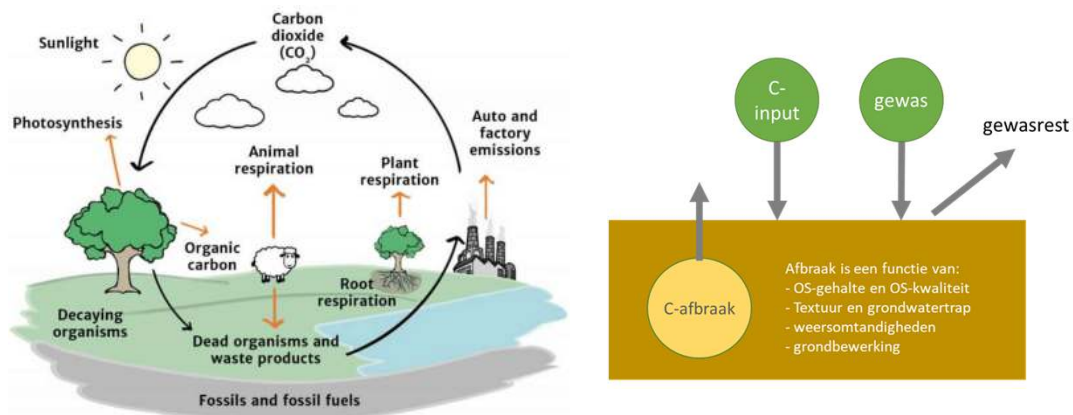 Sunlight
Carbon
dioxide
(CO2)
Photosynthesis
Animal
respiration
Plant
respiration
Auto and
factory
emissions
Organic
carbon
Root
respiration
Decaying
organisms
Dead organisms and
waste products
Fossils and fossil fuels
C-
input
gewas
gewasrest
C-afbraak
Afbraak is een functie van:
- OS-gehalte en OS-kwaliteit
- Textuur en grondwatertrap
- weersomtandigheden
- grondbewerking